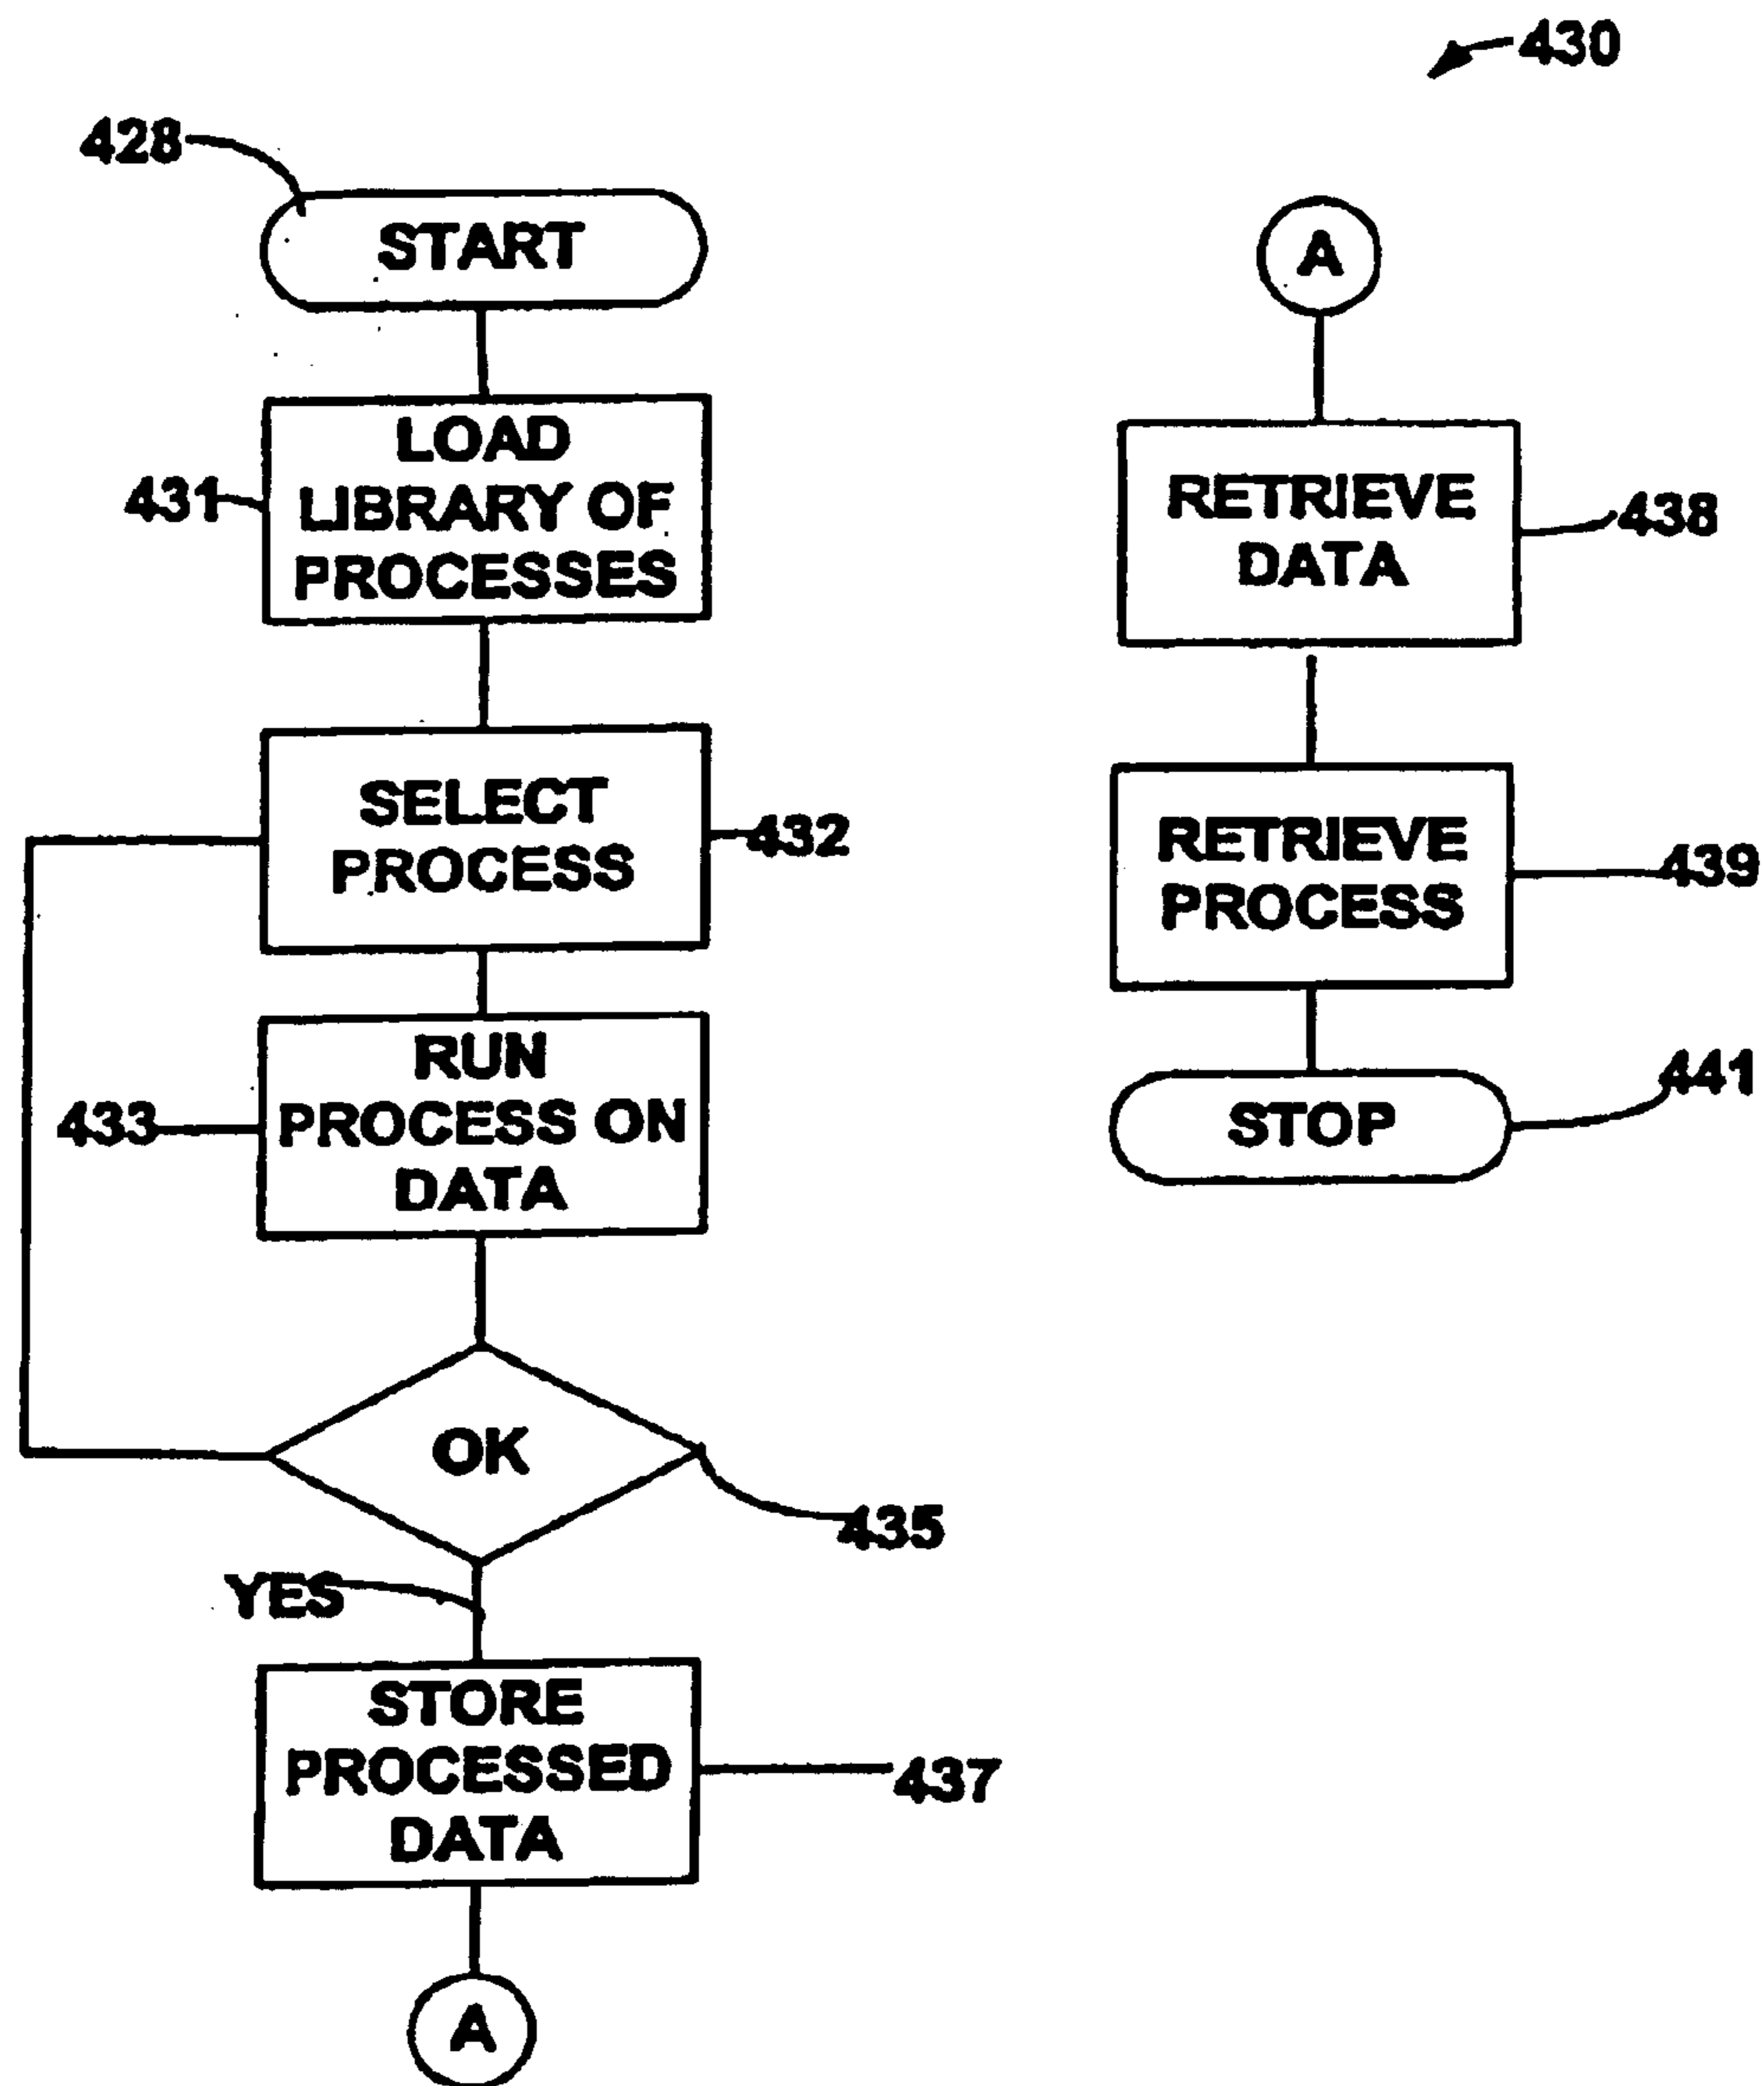 430
428
START
LOAD
LIBRARY OF
PROCESSES
431
SELECT
PROCESS
432
RUN
PROCESS ON
DATA
433
OK
435
YES
STORE
PROCESSED
DATA
437
A
A
RETRIEVE
DATA
438
RETRIEVE
PROCESS
439
STOP
441